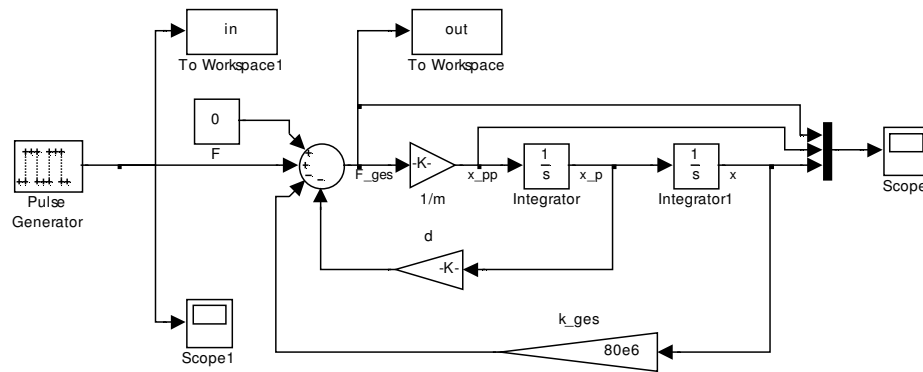 in
To Workspace1
out
To Workspace
0
F
Pulse
Generator
+
+
−
−
F_ges
-K-
1/m
x_pp
1
s
Integrator
x_p
1
s
Integrator1
x
Scope
d
-K-
Scope1
k_ges
80e6